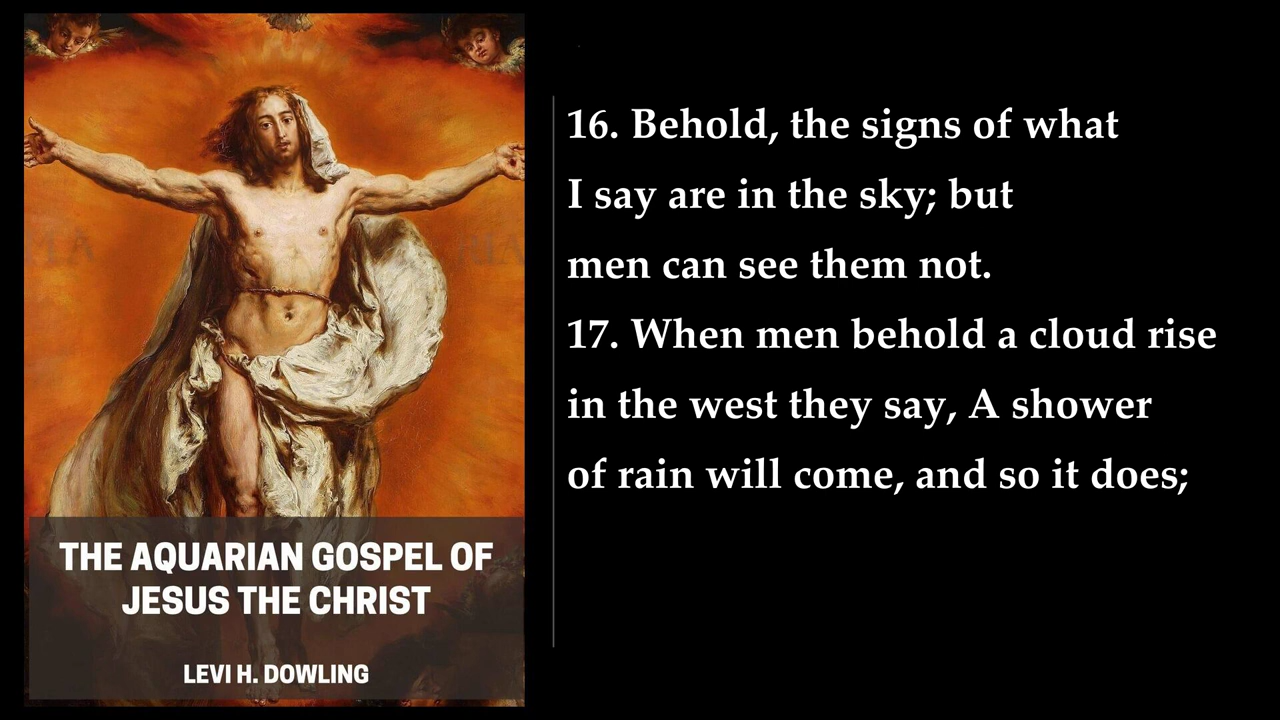 THE AQUARIAN GOSPEL OF
JESUS THE CHRIST
LEVI H. DOWLING
16. Behold, the signs of what
I say are in the sky; but
men can see them not.
17. When men behold a cloud rise
in the west they say, A shower
of rain will come, and so it does;